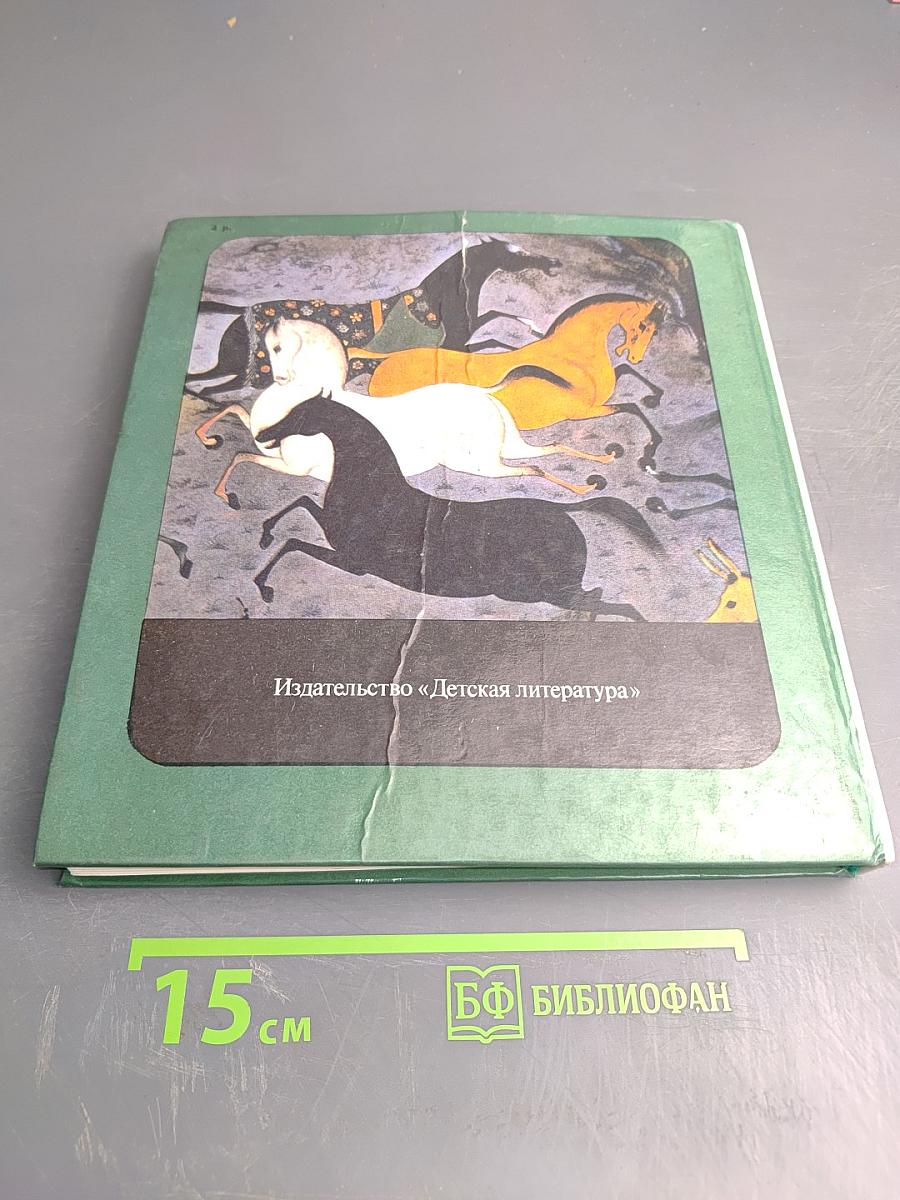 Издательство «Детская литература»
15 см
БФ БИБЛИОФАН